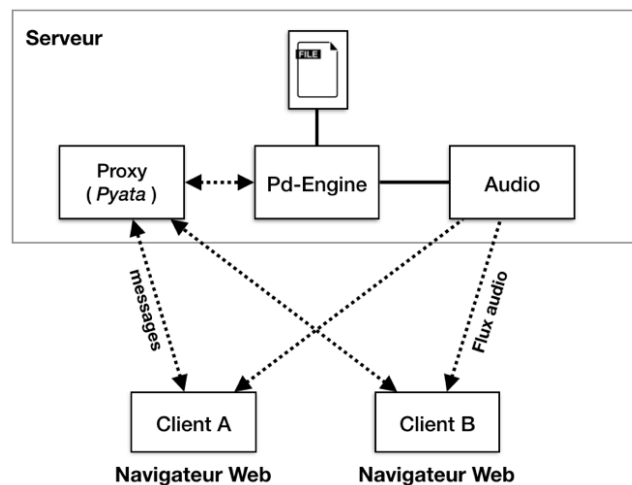 Serveur
FILE
Proxy
( Pyata )
Pd-Engine
Audio
messages
Flux audio
Client A
Client B
Navigateur Web
Navigateur Web